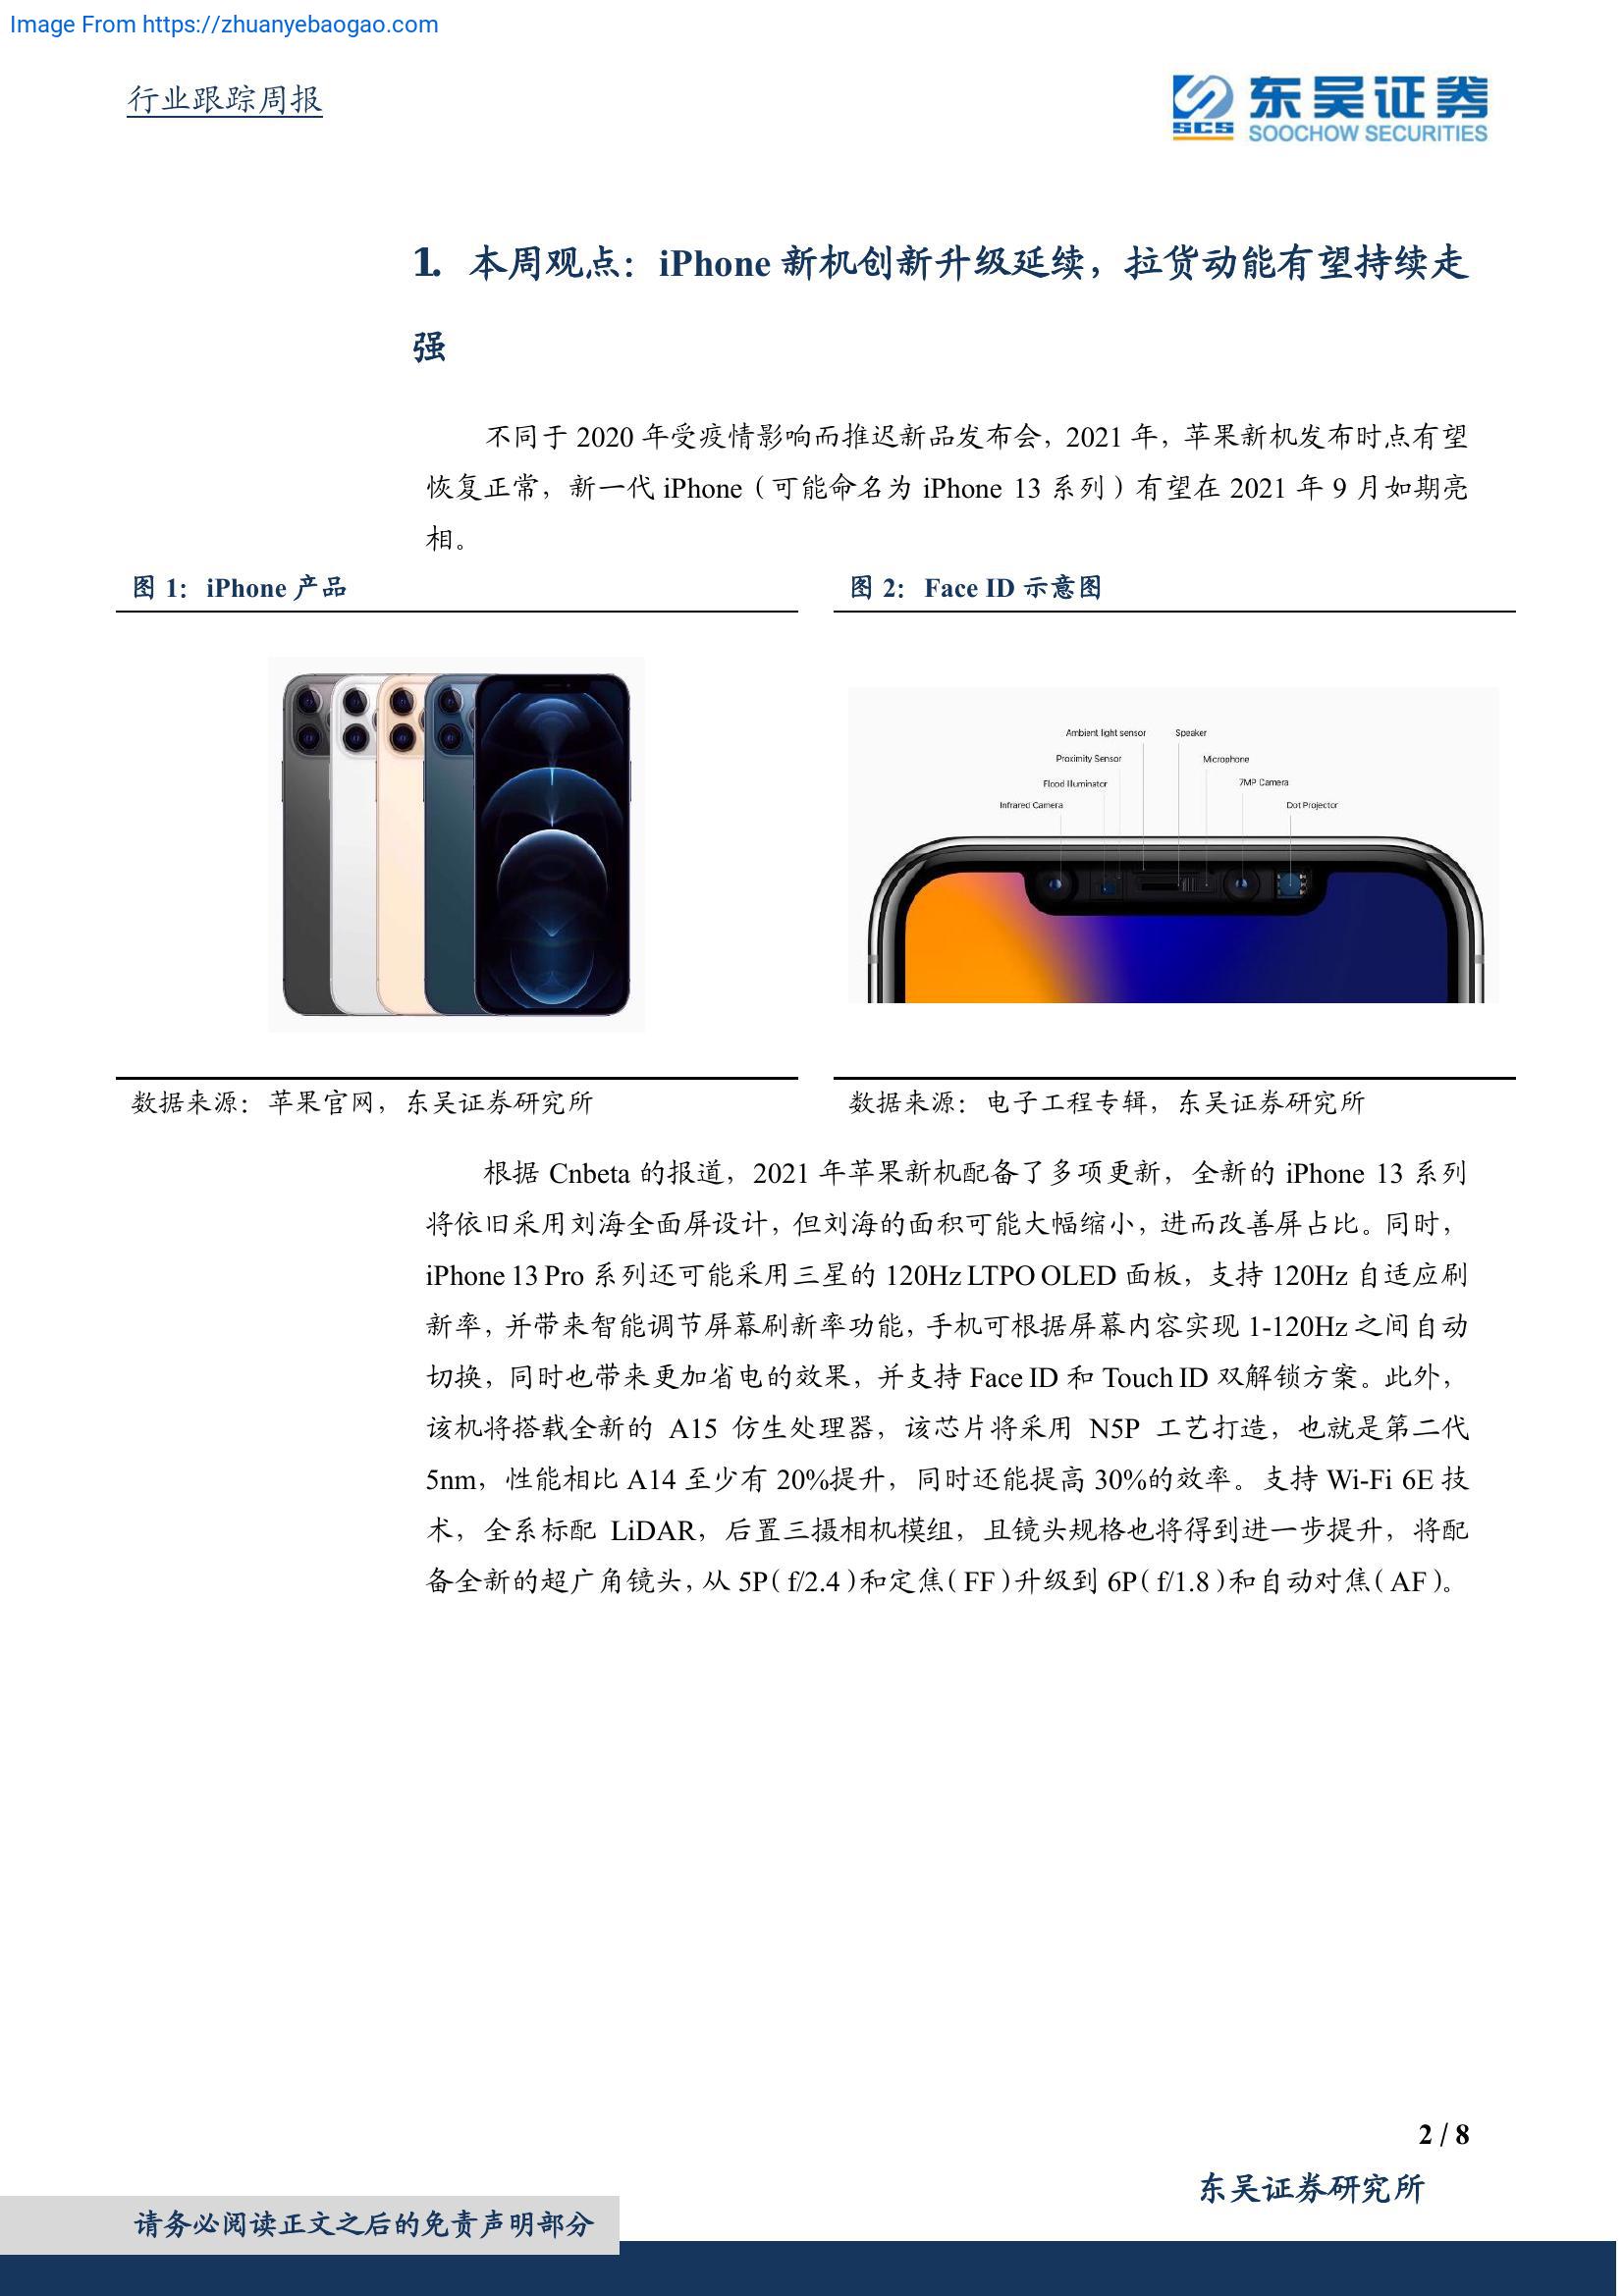 Image From https://zhuanyebaogao.com
行业跟踪周报
SCS
东吴证券
SOOCHOW SECURITIES
1. 本周观点：iPhone 新机创新升级延续，拉货动能有望持续走
强
不同于 2020 年受疫情影响而推迟新品发布会，2021 年，苹果新机发布时点有望
恢复正常，新一代 iPhone（可能命名为 iPhone 13 系列）有望在 2021 年 9 月如期亮
相。
图 1：iPhone 产品
图 2：Face ID 示意图
Ambient light sensor
Speaker
Proximity Sensor
Microphone
Flood Illuminator
7MP Camera
Infrared Camera
Dot Projector
数据来源：苹果官网，东吴证券研究所
数据来源：电子工程专辑，东吴证券研究所
根据 Cnbeta 的报道，2021 年苹果新机配备了多项更新，全新的 iPhone 13 系列
将依旧采用刘海全面屏设计，但刘海的面积可能大幅缩小，进而改善屏占比。同时，
iPhone 13 Pro 系列还可能采用三星的 120Hz LTPO OLED 面板，支持 120Hz 自适应刷
新率，并带来智能调节屏幕刷新率功能，手机可根据屏幕内容实现 1-120Hz 之间自动
切换，同时也带来更加省电的效果，并支持 Face ID 和 Touch ID 双解锁方案。此外，
该机将搭载全新的 A15 仿生处理器，该芯片将采用 N5P 工艺打造，也就是第二代
5nm，性能相比 A14 至少有 20%提升，同时还能提高 30%的效率。支持 Wi-Fi 6E 技
术，全系标配 LiDAR，后置三摄相机模组，且镜头规格也将得到进一步提升，将配
备全新的超广角镜头，从 5P（f/2.4）和定焦（FF）升级到 6P（f/1.8）和自动对焦（AF）。
2 / 8
东吴证券研究所
请务必阅读正文之后的免责声明部分